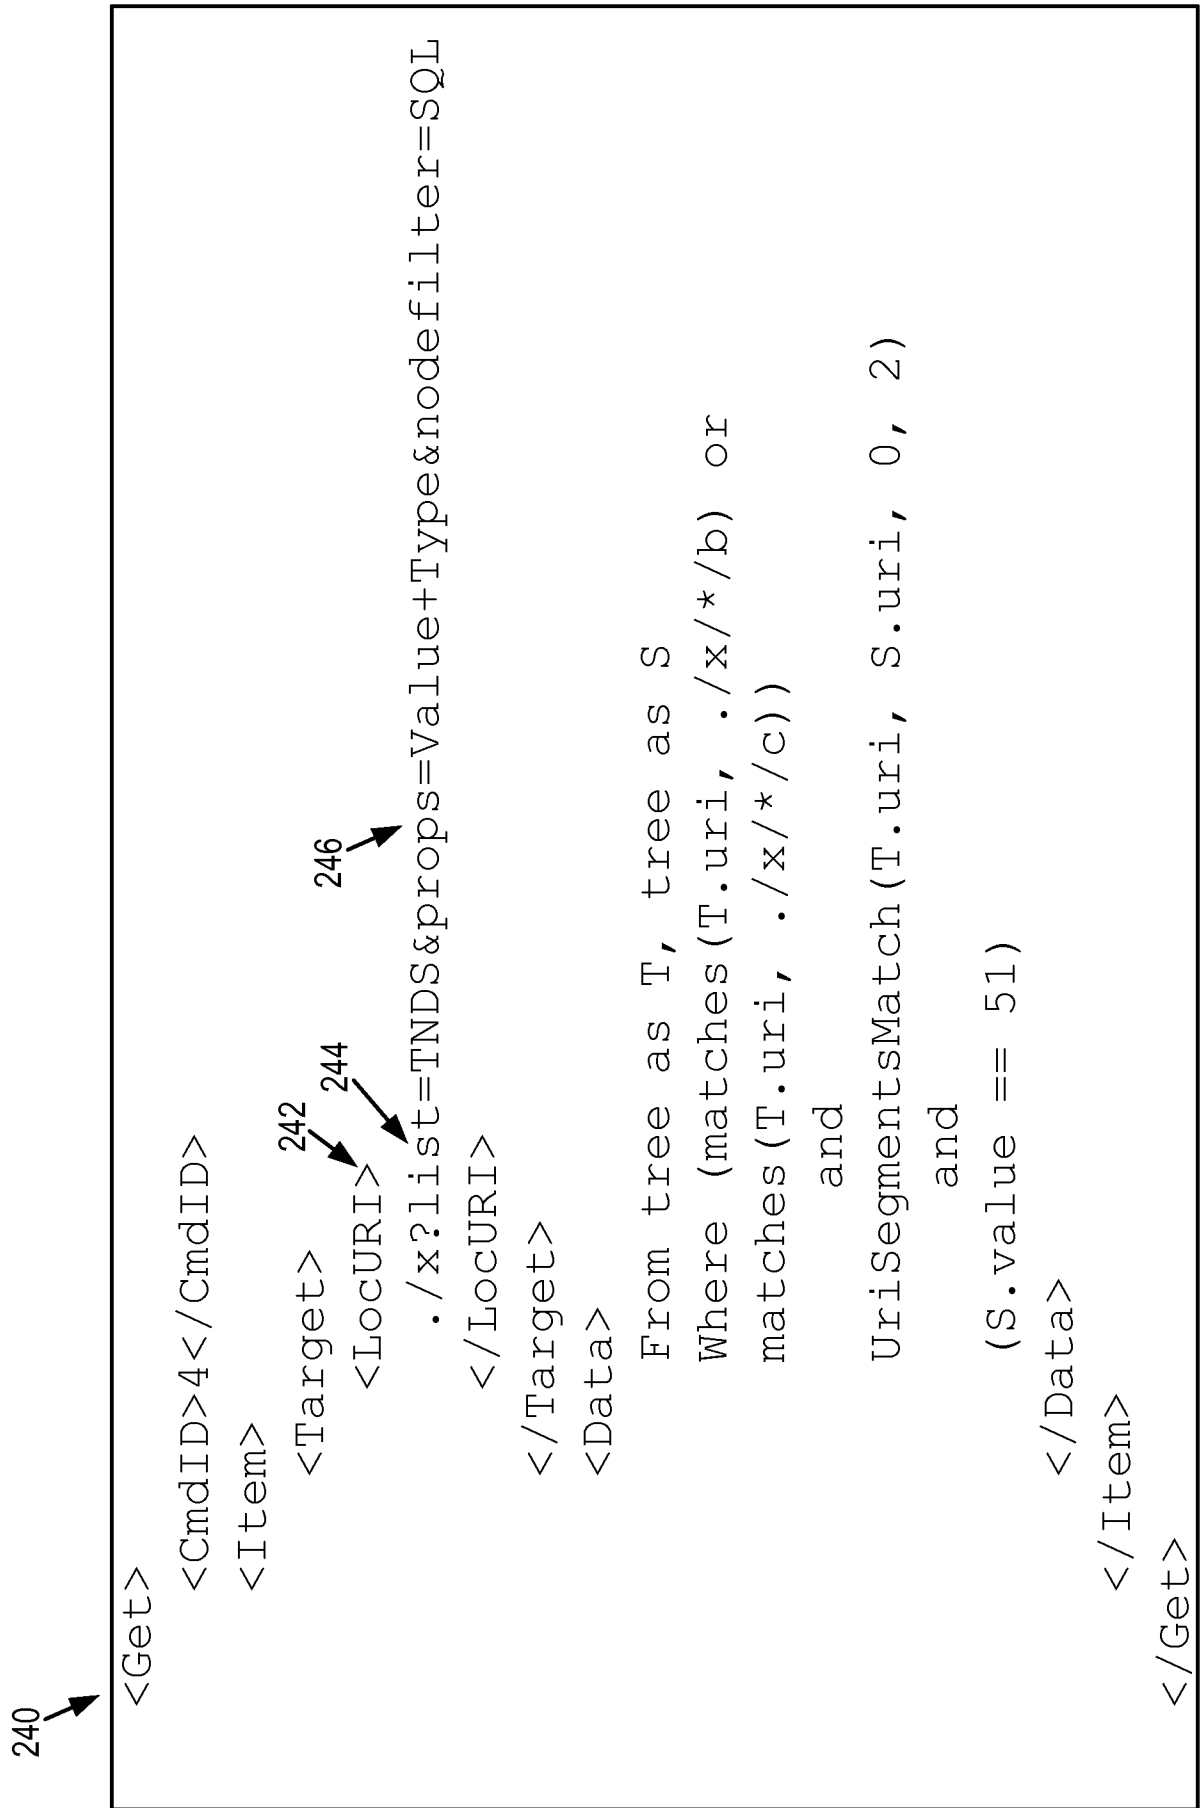 240
<Get>
<CmdID>4</CmdID>
<Item>
<Target>
242
<LocURI>
244
246
./x?list=TNDS&props=Value+Type&nodefilter=SQL
</LocURI>
</Target>
<Data>
From tree as T, tree as S
Where (matches(T.uri, ./x/*/b) or
matches(T.uri, ./x/*/c))
and
UriSegmentsMatch(T.uri, S.uri, 0, 2)
and
(S.value == 51)
</Data>
</Item>
</Get>